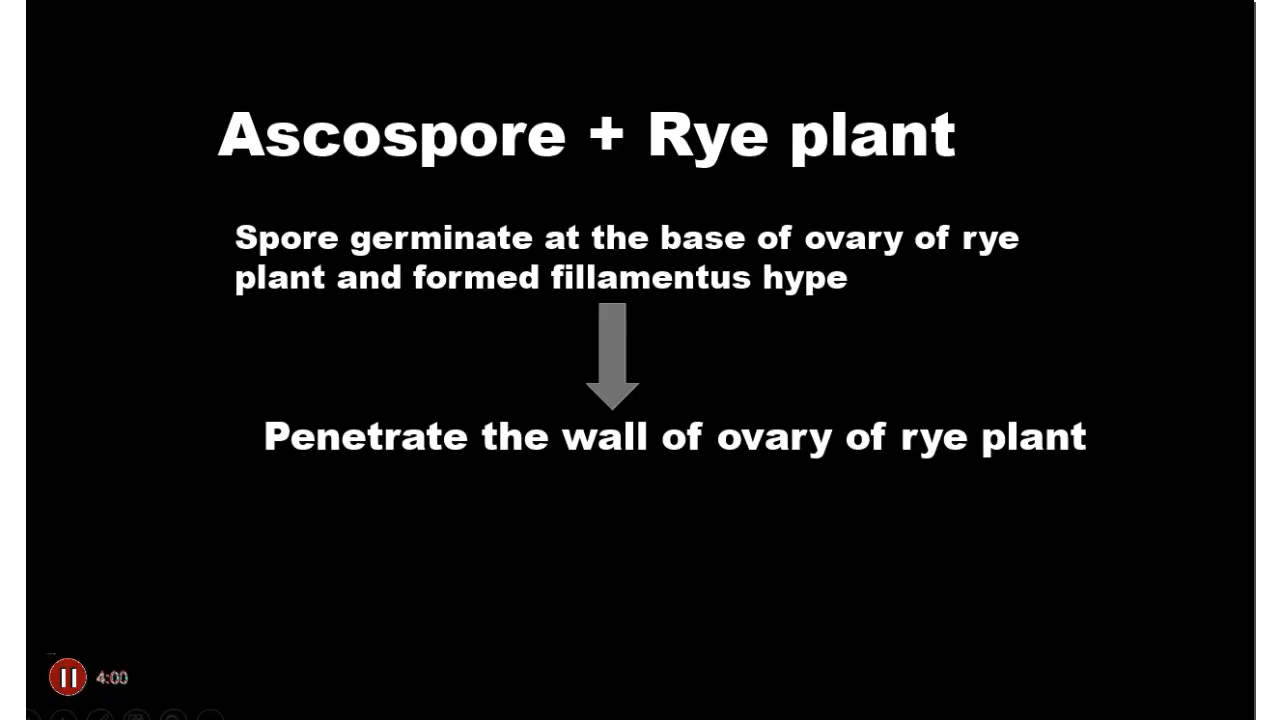 Ascospore + Rye plant
Spore germinate at the base of ovary of rye
plant and formed fillamentus hype
Penetrate the wall of ovary of rye plant
4:00